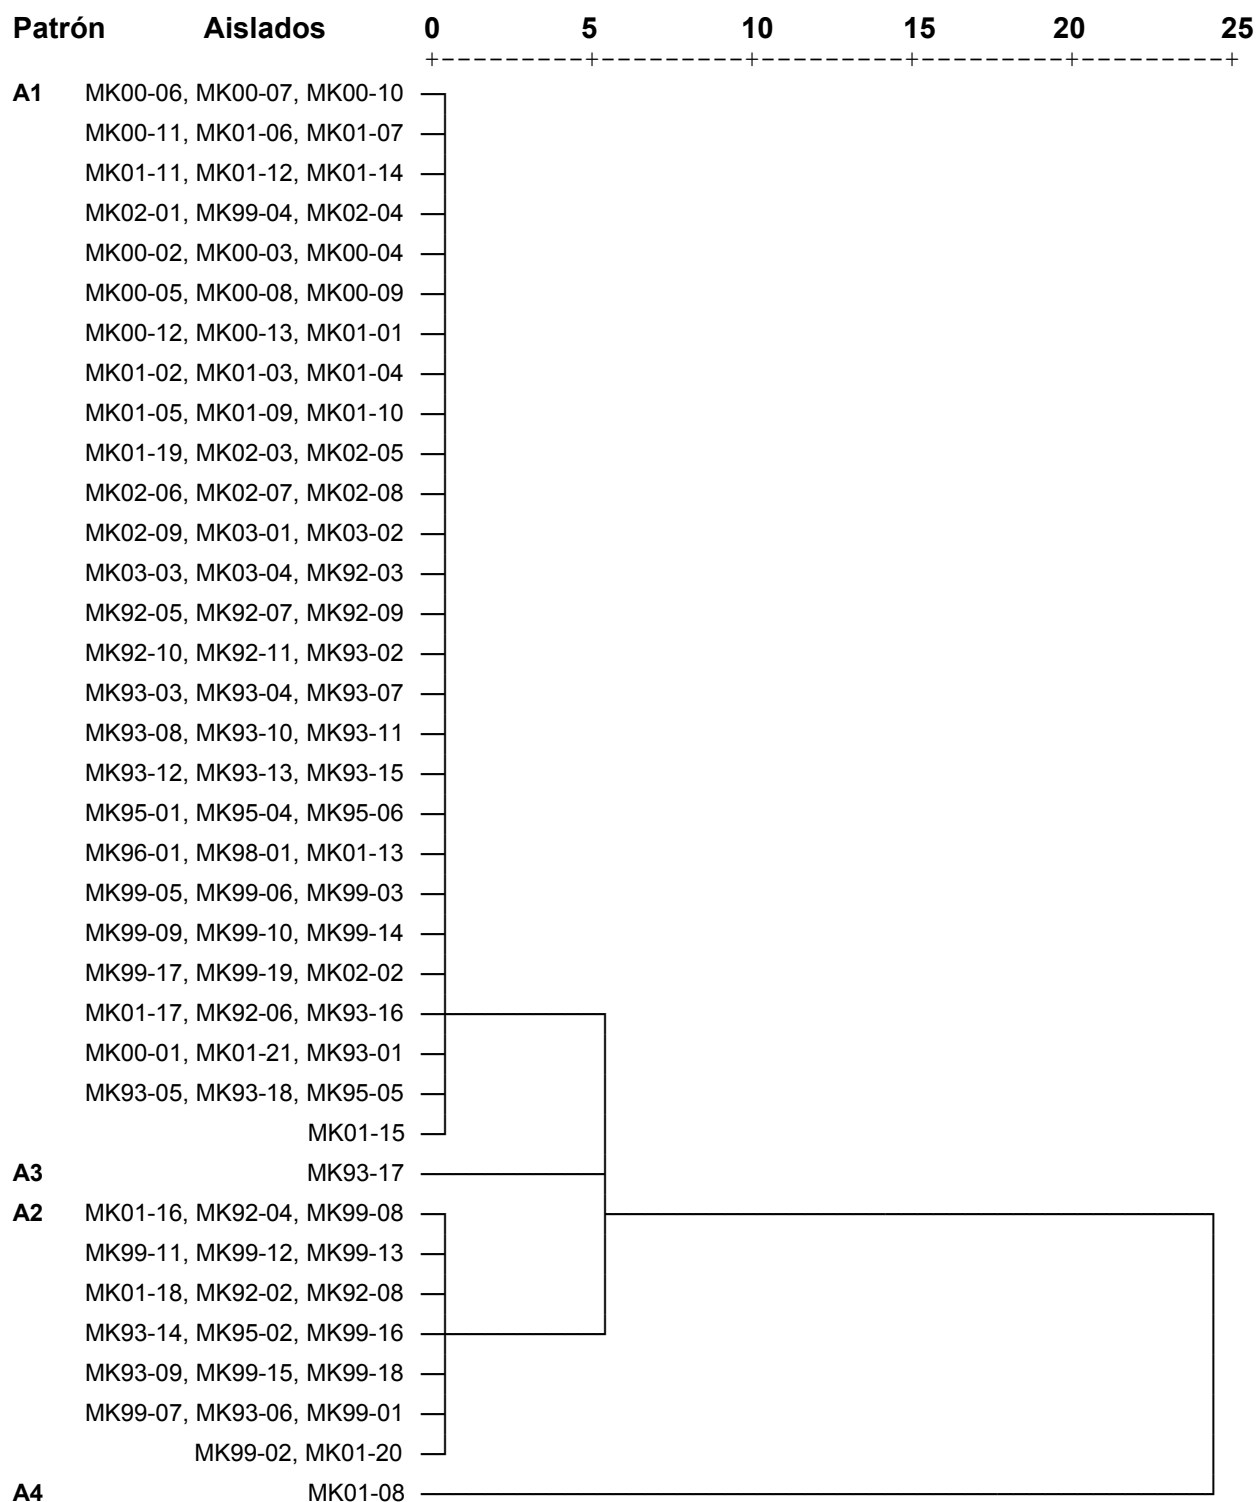 Patrón Aislados 0 5 10 15 20 25
A1 MK00-06, MK00-07, MK00-10
MK00-11, MK01-06, MK01-07
MK01-11, MK01-12, MK01-14
MK02-01, MK99-04, MK02-04
MK00-02, MK00-03, MK00-04
MK00-05, MK00-08, MK00-09
MK00-12, MK00-13, MK01-01
MK01-02, MK01-03, MK01-04
MK01-05, MK01-09, MK01-10
MK01-19, MK02-03, MK02-05
MK02-06, MK02-07, MK02-08
MK02-09, MK03-01, MK03-02
MK03-03, MK03-04, MK92-03
MK92-05, MK92-07, MK92-09
MK92-10, MK92-11, MK93-02
MK93-03, MK93-04, MK93-07
MK93-08, MK93-10, MK93-11
MK93-12, MK93-13, MK93-15
MK95-01, MK95-04, MK95-06
MK96-01, MK98-01, MK01-13
MK99-05, MK99-06, MK99-03
MK99-09, MK99-10, MK99-14
MK99-17, MK99-19, MK02-02
MK01-17, MK92-06, MK93-16
MK00-01, MK01-21, MK93-01
MK93-05, MK93-18, MK95-05
MK01-15
A3 MK93-17
A2 MK01-16, MK92-04, MK99-08
MK99-11, MK99-12, MK99-13
MK01-18, MK92-02, MK92-08
MK93-14, MK95-02, MK99-16
MK93-09, MK99-15, MK99-18
MK99-07, MK93-06, MK99-01
MK99-02, MK01-20
A4 MK01-08